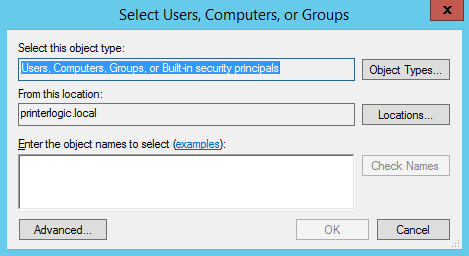 Select Users, Computers, or Groups
x
Select this object type:
Users, Computers, Groups, or Built-in security principals
Object Types...
From this location:
printerlogic.local
Locations...
Enter the object names to select (examples):
Check Names
Advanced...
OK
Cancel